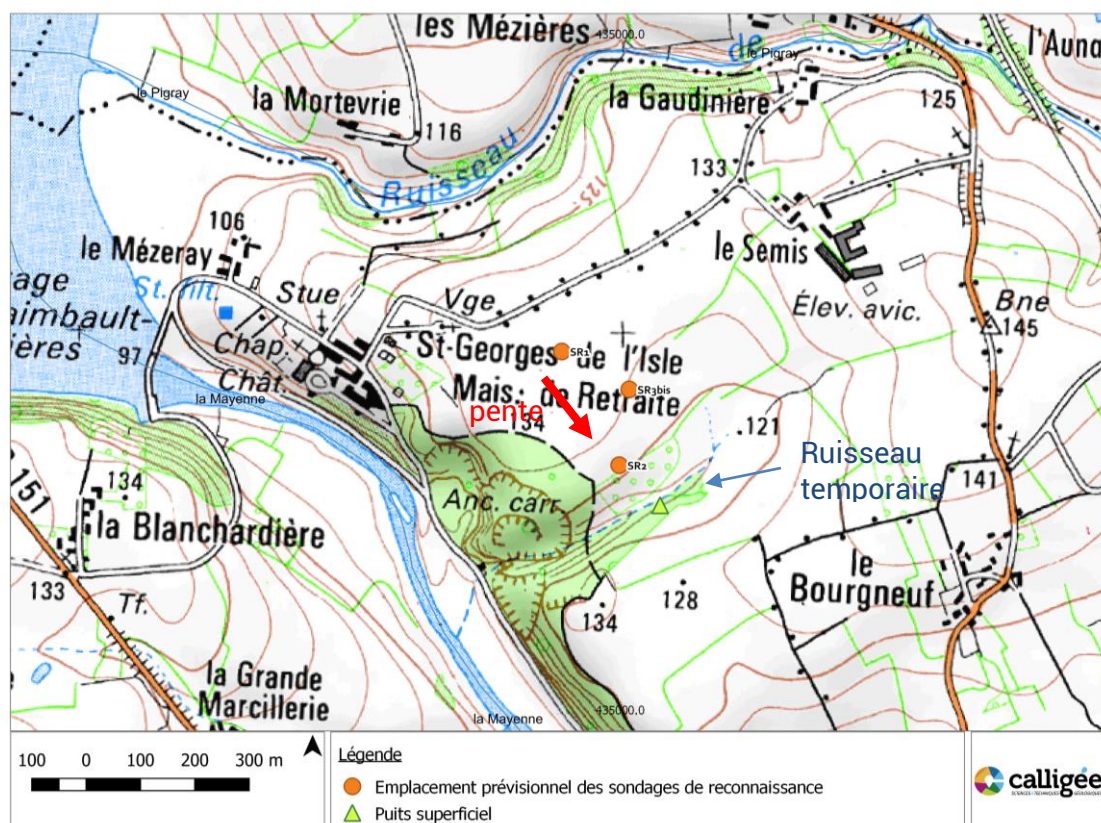 les Mézières
435000.0
de
le Pigray
l'Auna
le Pigray
la Mortevrie
116
la Gaudinière
125
Ruisseau
133
125
106
le Mézeray
le Semis
St. filt.
Stue
Vge
Élev. avic.
Bne
145
age
aimbault-
ières
97
Chap.
Chât.
St-Georges de l'Isle
SR1
Mais. de Retraite
SR3bis
la Mayenne
pente
134
121
Ruisseau
temporaire
SR2
141
151
134
Anc. carr.
la Blanchardière
le
Bourgneuf
133
Tf.
134
128
la Grande
Marcillerie
la Mayenne
435000.0
100 0 100 200 300 m
Légende
Emplacement prévisionnel des sondages de reconnaissance
Puits superficiel
calligée